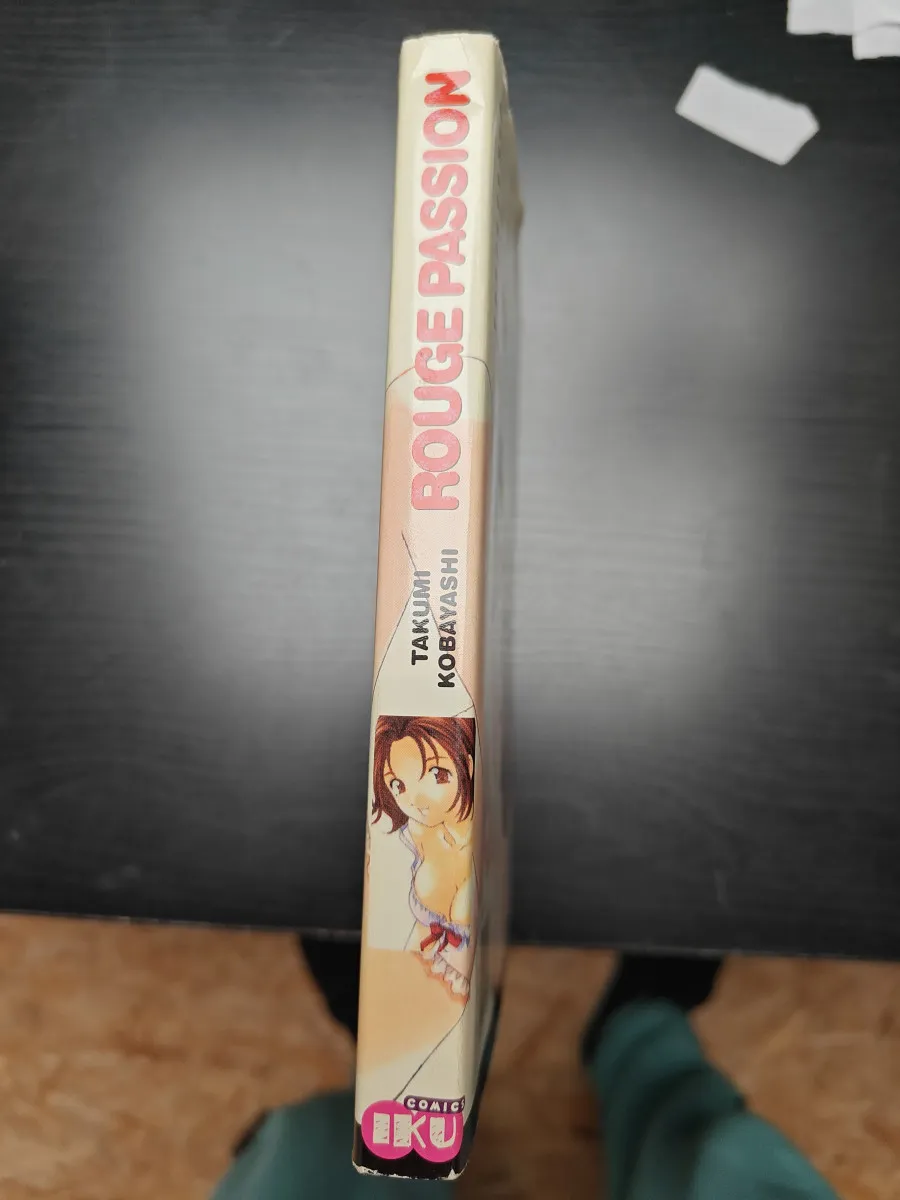 ROUGE PASSION
TAKUMI
KOBAYASHI
COMICS
IKU